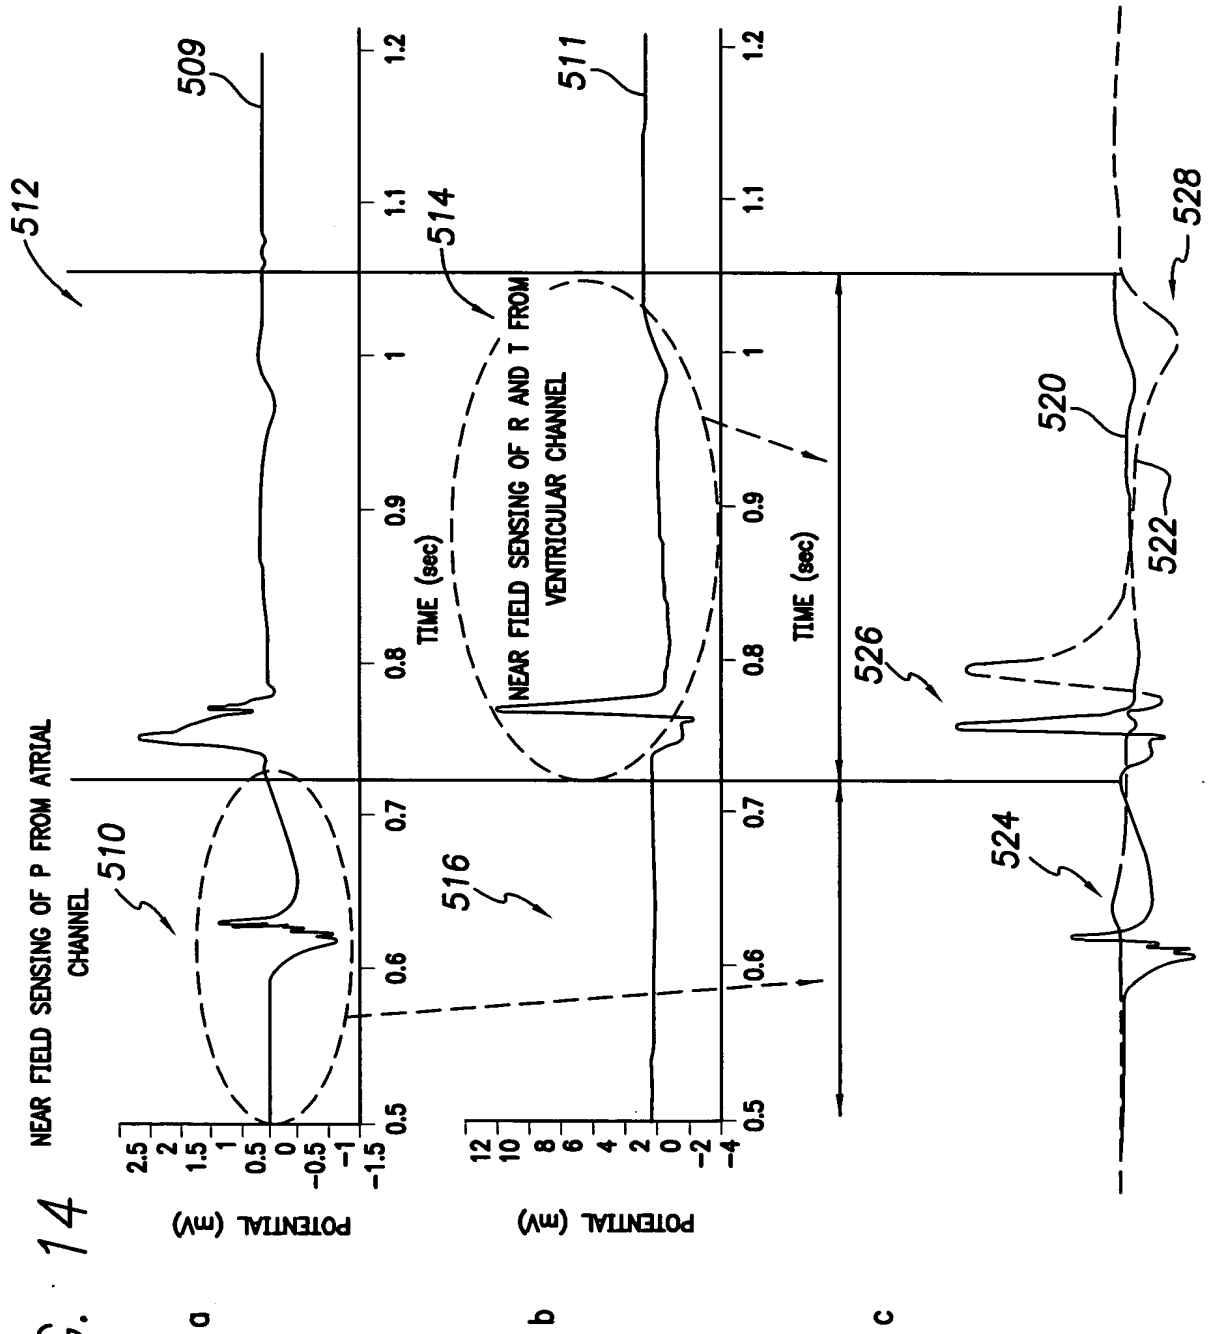 14
NEAR FIELD SENSING OF P FROM ATRIAL
CHANNEL
512
510
509
a
POTENTIAL (mV)
2.5
2
1.5
1
0.5
0
-0.5
-1
-1.5
0.5 0.6 0.7 0.8 0.9 1 1.1 1.2
TIME (sec)
514
516
NEAR FIELD SENSING OF R AND T FROM
VENTRICULAR CHANNEL
511
b
POTENTIAL (mV)
12
10
8
6
4
2
0
-2
-4
0.5 0.6 0.7 0.8 0.9 1 1.1 1.2
TIME (sec)
c
524
526
520
522
528